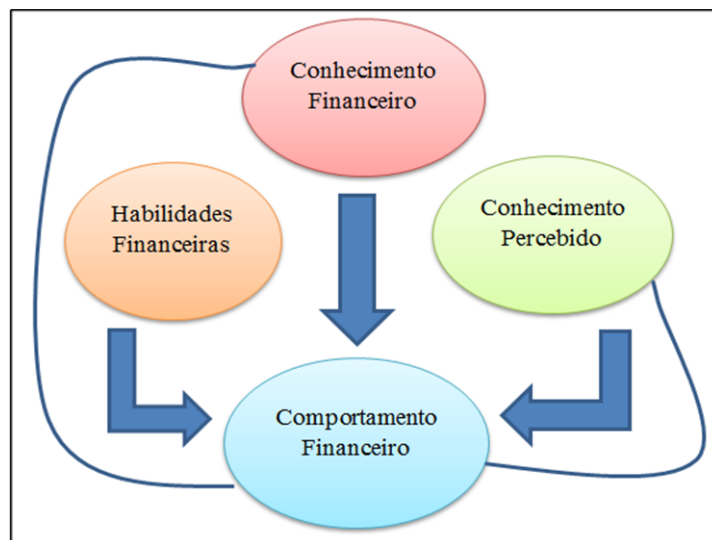 Conhecimento
Financeiro
Habilidades
Financeiras
Conhecimento
Percebido
Comportamento
Financeiro